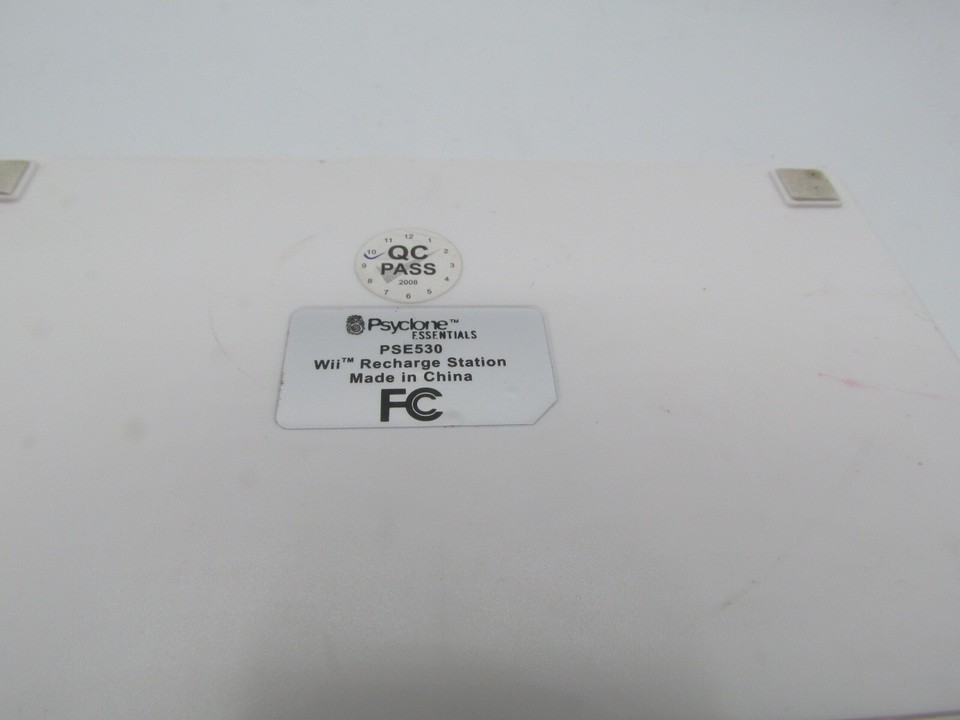 11 12 1
10 QC 2
9 PASS 3
8 2008 4
7 6 5
Psyclone™
ESSENTIALS
PSE530
Wii™ Recharge Station
Made in China
FC